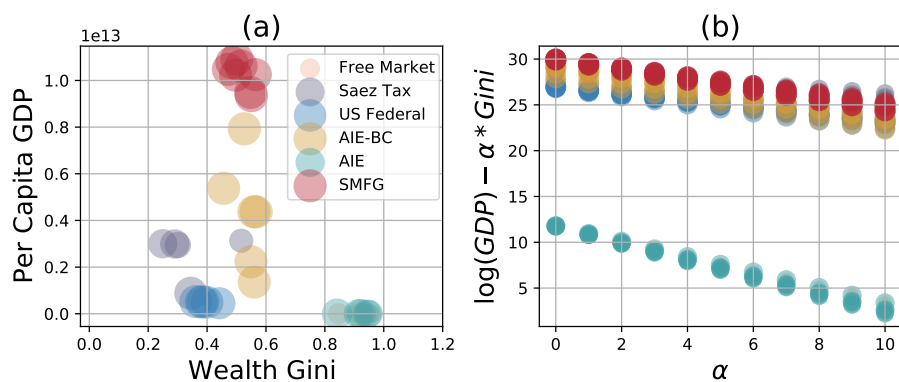 (a)
1e13
Per Capita GDP
1.0
0.8
0.6
0.4
0.2
0.0
0.0 0.2 0.4 0.6 0.8 1.0 1.2
Wealth Gini
Free Market
Saez Tax
US Federal
AIE-BC
AIE
SMFG
(b)
log(GDP) − α* Gini
30
25
20
15
10
5
0 2 4 6 8 10
α